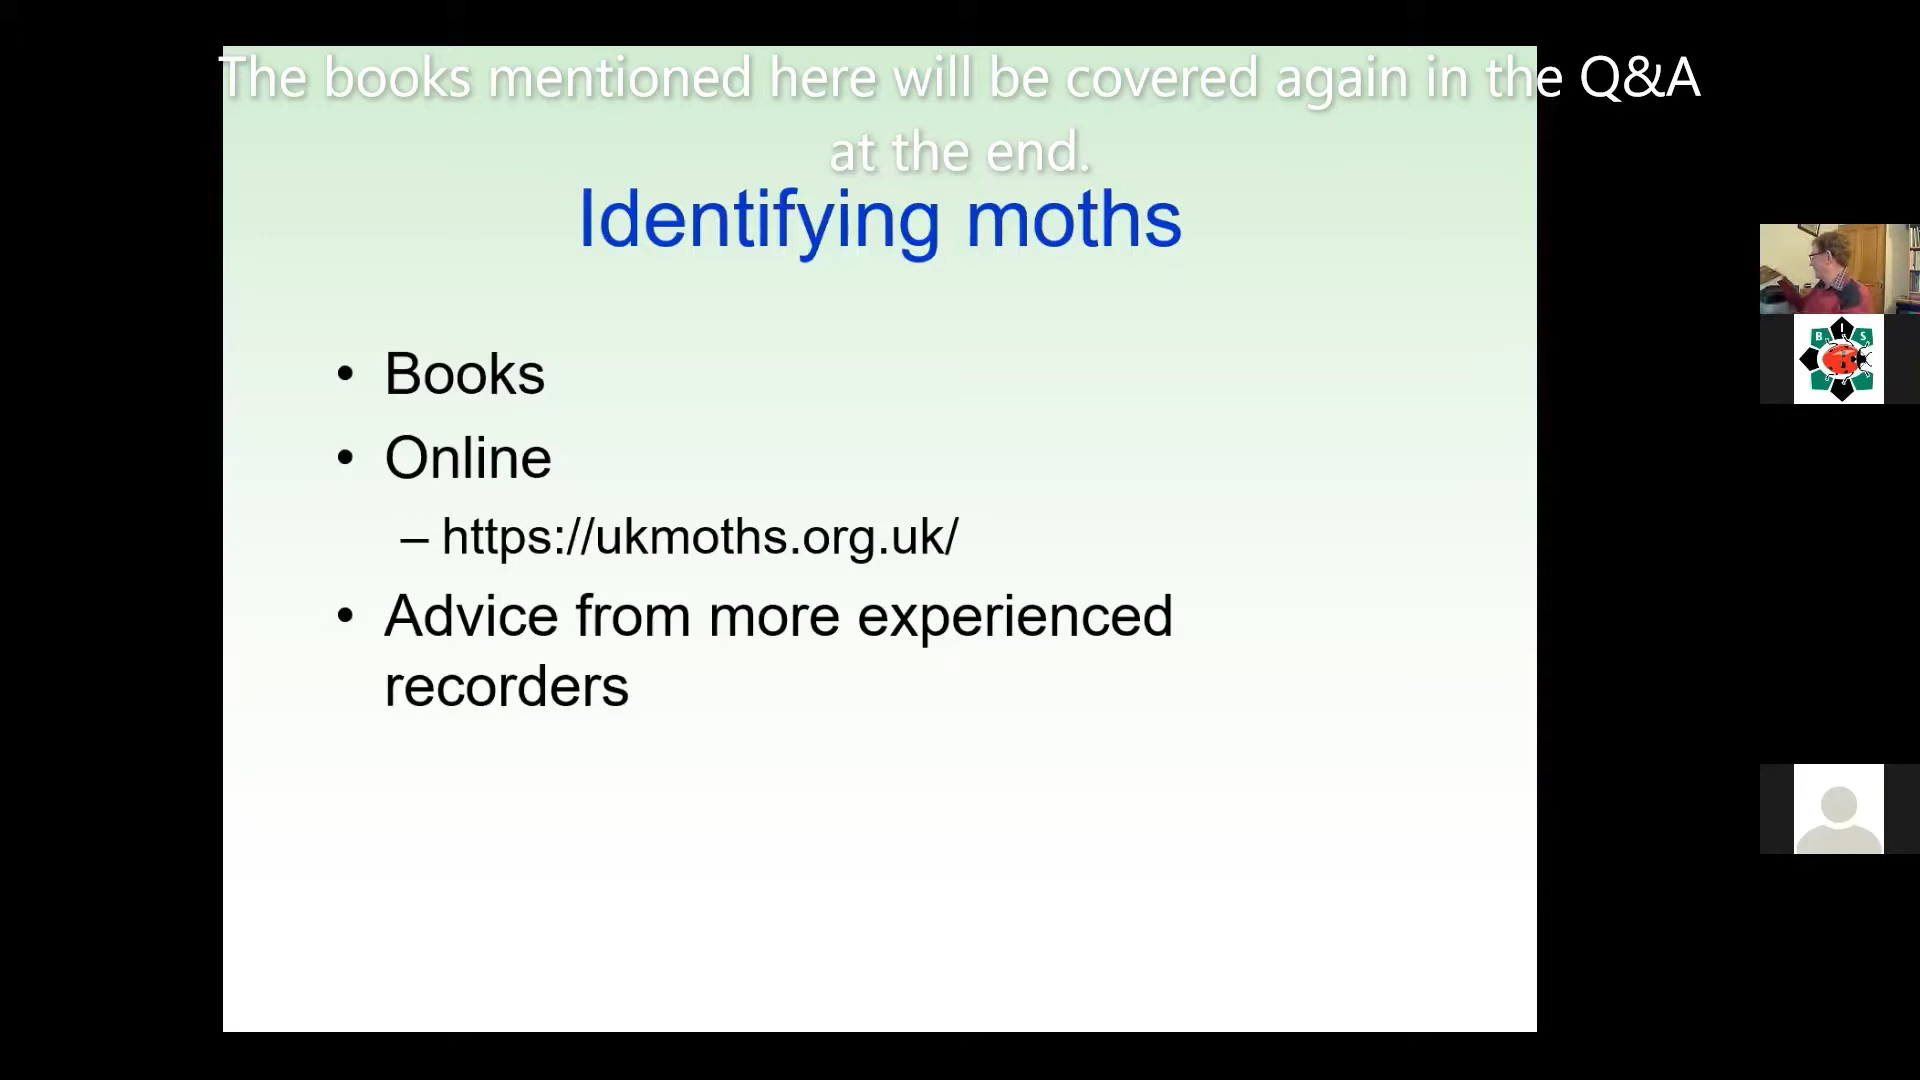 The books mentioned here will be covered again in the Q&A
at the end.
Identifying moths
• Books
• Online
– https://ukmoths.org.uk/
• Advice from more experienced
recorders
B I S